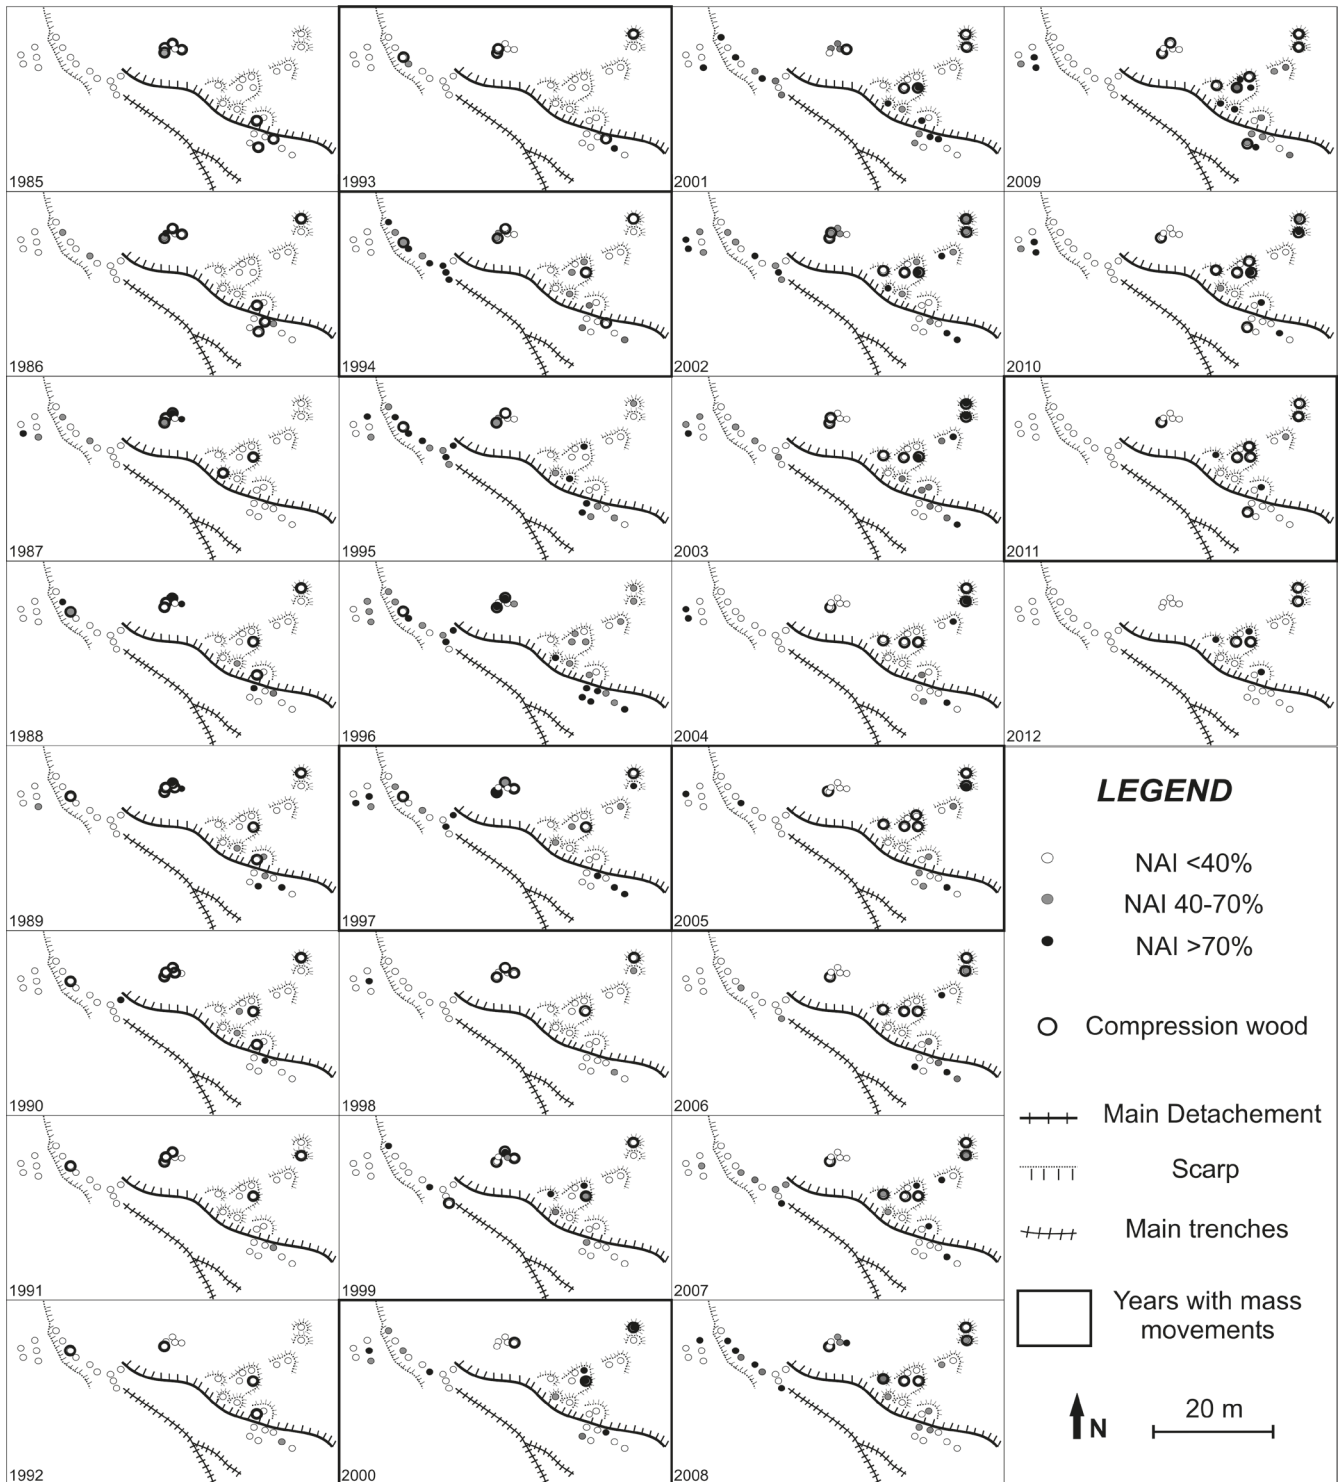 1985
1993
2001
2009
1986
1994
2002
2010
1987
1995
2003
2011
1988
1996
2004
2012
1989
1997
2005
1990
1998
2006
1991
1999
2007
1992
2000
2008
LEGEND
NAI <40%
NAI 40-70%
NAI >70%
Compression wood
Main Detachement
Scarp
Main trenches
Years with mass
movements
N
20 m